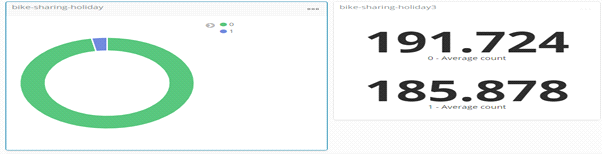 bike-sharing-holiday
0
1
bike-sharing-holiday3
191.724
0 - Average count
185.878
1 - Average count